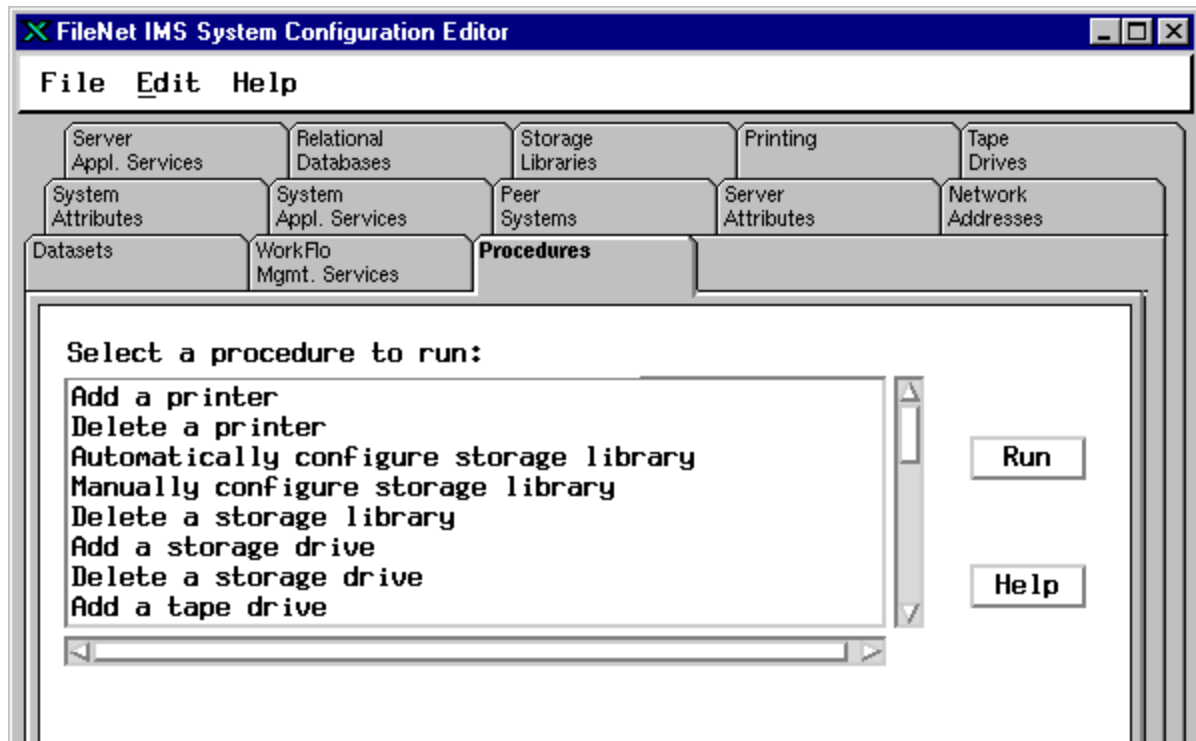 FileNet IMS System Configuration Editor
File Edit Help
Server
Appl. Services
Relational
Databases
Storage
Libraries
Printing
Tape
Drives
System
Attributes
System
Appl. Services
Peer
Systems
Server
Attributes
Network
Addresses
Datasets
WorkFlo
Mgmt. Services
Procedures
Select a procedure to run:
Add a printer
Delete a printer
Automatically configure storage library
Manually configure storage library
Delete a storage library
Add a storage drive
Delete a storage drive
Add a tape drive
Run
Help